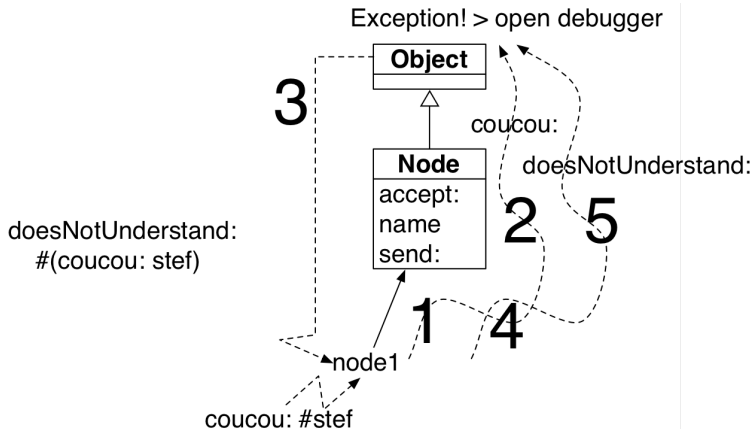 Exception! > open debugger
Object
3
coucou:
Node
doesNotUnderstand:
accept:
name
send:
2
5
doesNotUnderstand:
#(coucou: stef)
1
4
node1
coucou: #stef